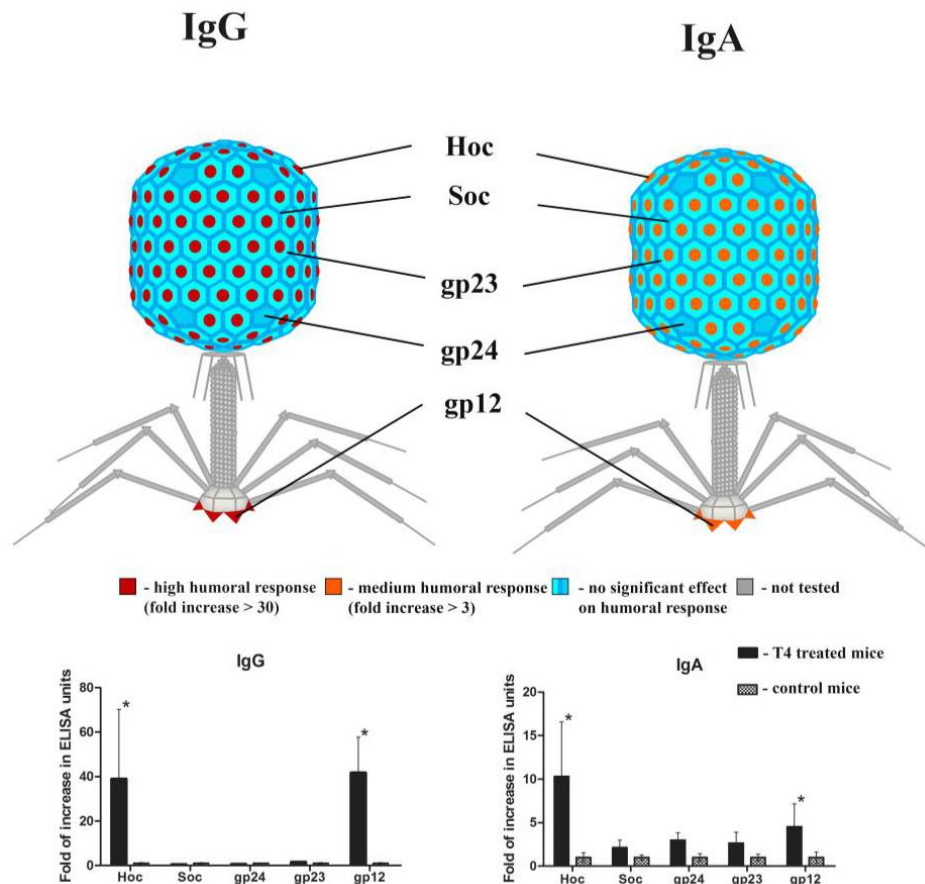 IgG
IgA
Hoc
Soc
gp23
gp24
gp12
- high humoral response
(fold increase > 30)
- medium humoral response
(fold increase > 3)
- no significant effect
on humoral response
- not tested
IgG
Fold of increase in ELISA units
80
60
40
20
0
*
*
Hoc
Soc
gp24
gp23
gp12
IgA
- T4 treated mice
- control mice
Fold of increase in ELISA units
20
15
10
5
0
*
*
Hoc
Soc
gp24
gp23
gp12